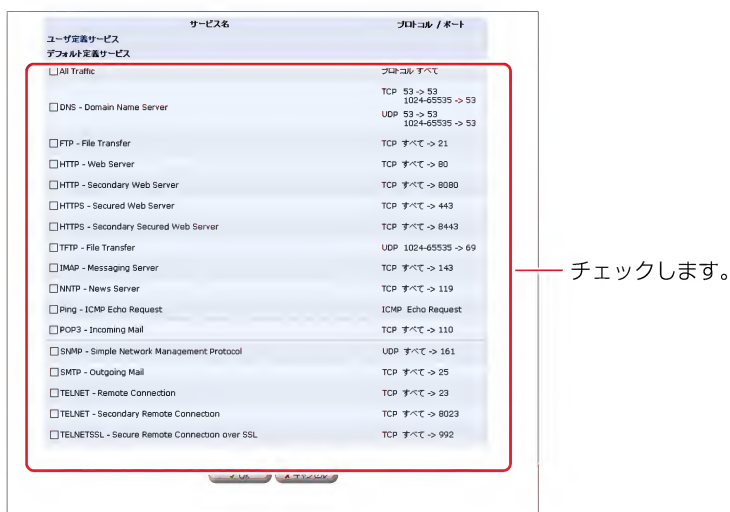 サービス名 プロトコル / ポート
ユーザ定義サービス
デフォルト定義サービス
All Traffic プロトコル すべて
DNS - Domain Name Server TCP 53 -> 53
1024-65535 -> 53
UDP 53 -> 53
1024-65535 -> 53
FTP - File Transfer TCP すべて -> 21
HTTP - Web Server TCP すべて -> 80
HTTP - Secondary Web Server TCP すべて -> 8080
HTTPS - Secured Web Server TCP すべて -> 443
HTTPS - Secondary Secured Web Server TCP すべて -> 8443
TFTP - File Transfer UDP 1024-65535 -> 69
IMAP - Messaging Server TCP すべて -> 143
NNTP - News Server TCP すべて -> 119
Ping - ICMP Echo Request ICMP Echo Request
POP3 - Incoming Mail TCP すべて -> 110
SNMP - Simple Network Management Protocol UDP すべて -> 161
SMTP - Outgoing Mail TCP すべて -> 25
TELNET - Remote Connection TCP すべて -> 23
TELNET - Secondary Remote Connection TCP すべて -> 8023
TELNETSSL - Secure Remote Connection over SSL TCP すべて -> 992
OK キャンセル
チェックします。